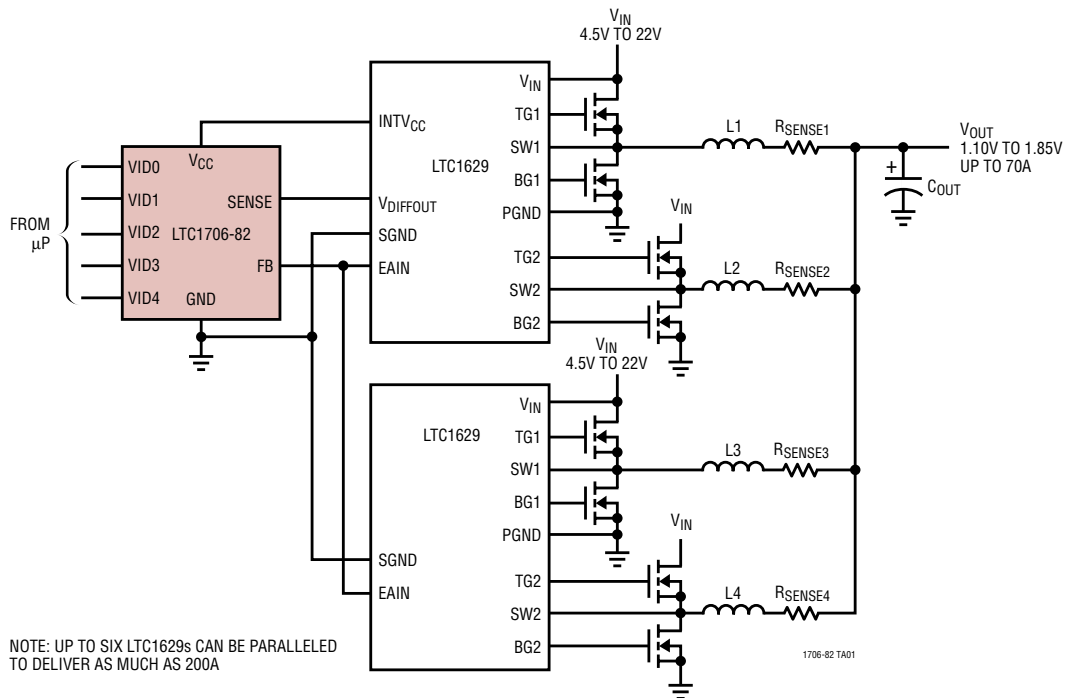 V_IN
4.5V TO 22V
V_IN
TG1
INTV_CC
SW1
L1
R_SENSE1
V_OUT
1.10V TO 1.85V
UP TO 70A
V_CC
VID0
LTC1629
BG1
+
C_OUT
VID1
SENSE
V_DIFFOUT
PGND
V_IN
FROM
μP
VID2
LTC1706-82
SGND
TG2
VID3
FB
EAIN
SW2
L2
R_SENSE2
VID4
GND
BG2
V_IN
4.5V TO 22V
V_IN
LTC1629
TG1
SW1
L3
R_SENSE3
BG1
PGND
V_IN
SGND
TG2
EAIN
SW2
L4
R_SENSE4
BG2
NOTE: UP TO SIX LTC1629s CAN BE PARALLELED
TO DELIVER AS MUCH AS 200A
1706-82 TA01